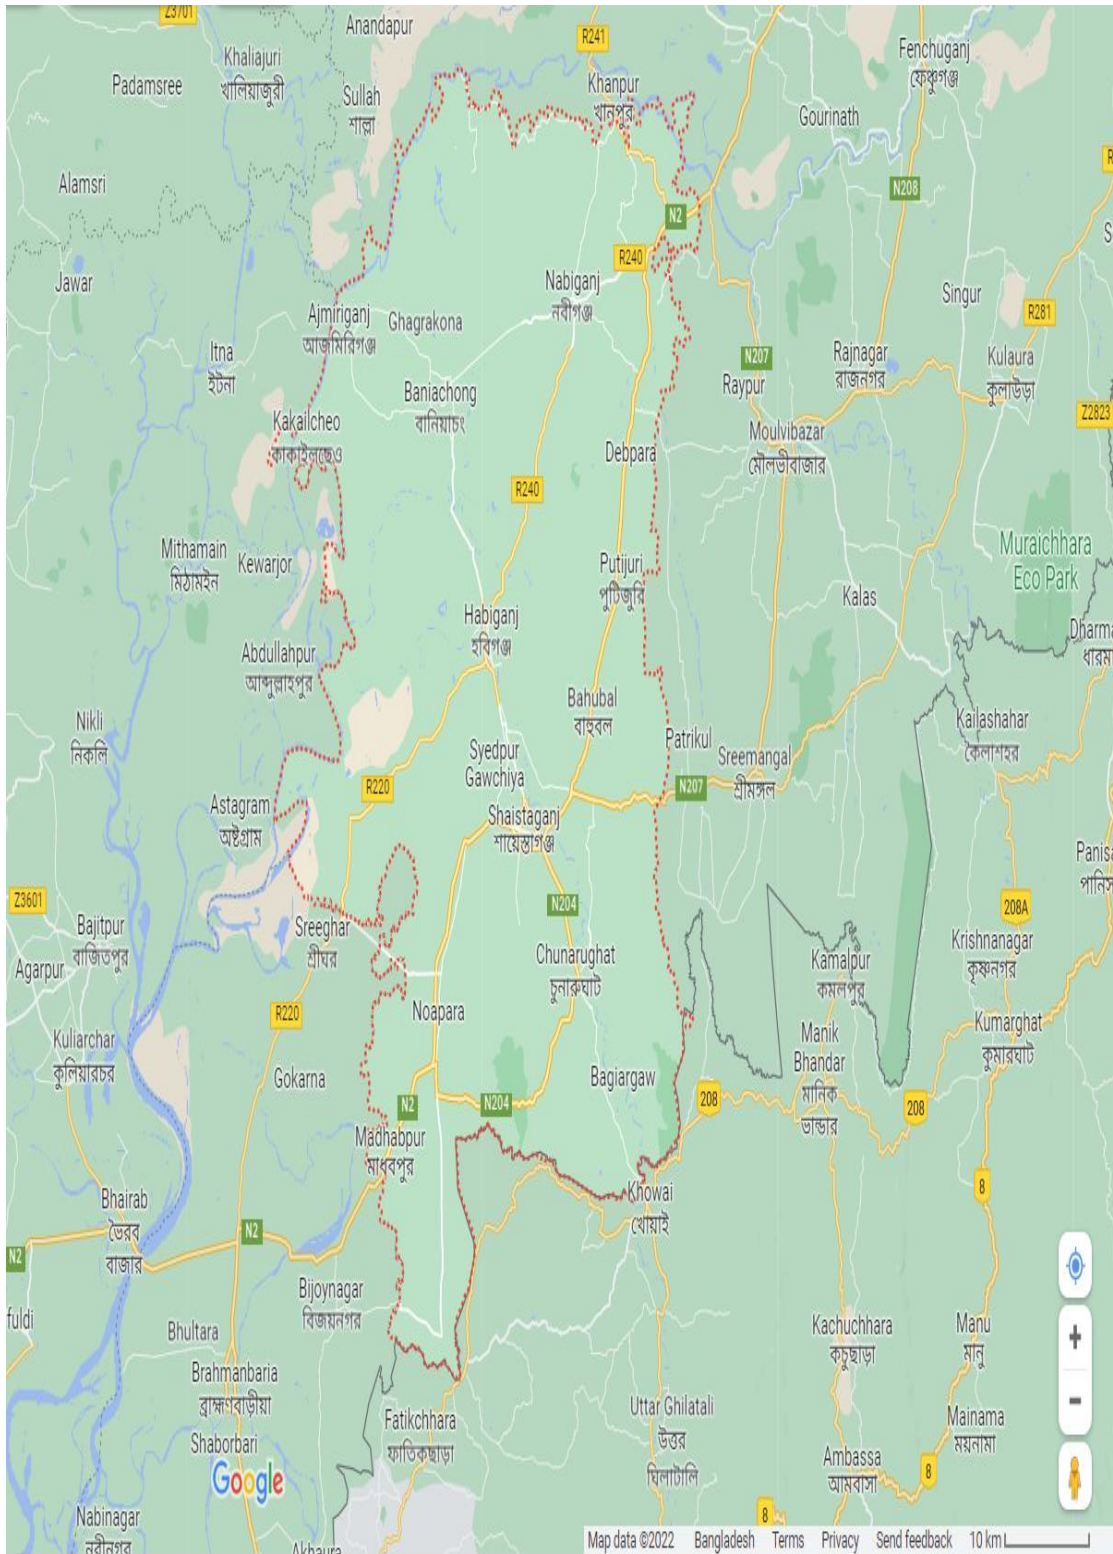 Z3701
Anandapur
R241
Fenchuganj
ফেঞ্চুগঞ্জ
Khaliajuri
খালিয়াজুরী
Padamsree
Sullah
শাল্লা
Khanpur
খানপুর
Gourinath
Alamsri
N208
N2
R240
Jawar
Nabiganj
নবীগঞ্জ
Singur
Ajmiriganj
আজমিরিগঞ্জ
Ghagrakona
R281
Itna
ইটনা
N207
Rajnagar
রাজনগর
Kulaura
কুলাউড়া
Raypur
Baniachong
বানিয়াচং
Z2823
Kakailcheo
কাকাইলছেও
Moulvibazar
মৌলভীবাজার
Debpara
R240
Mithamain
মিঠামইন
Kewarjor
Muraichhara
Eco Park
Putijuri
পুটিজুরি
Kalas
Habiganj
হবিগঞ্জ
Dharma
ধারমা
Abdullahpur
আব্দুল্লাহপুর
Bahubal
বাহুবল
Nikli
নিকলি
Kailashahar
কৈলাশহর
Patrikul
Syedpur
Gawchiya
Sreemangal
শ্রীমঙ্গল
R220
N207
Astagram
অষ্টগ্রাম
Shaistaganj
শায়েস্তাগঞ্জ
Panisa
পানিস
Z3601
N204
208A
Bajitpur
বাজিতপুর
Sreeghar
শ্রীঘর
Krishnanagar
কৃষ্ণনগর
Agarpur
Chunarughat
চুনারুঘাট
Kamalpur
কমলপুর
Noapara
R220
Kuliarchar
কুলিয়ারচর
Manik
Bhandar
মানিক
ভান্ডার
Kumarghat
কুমারঘাট
Gokarna
Bagiargaw
208
N2
N204
208
Madhabpur
মাধবপুর
Bhairab
ভৈরব
বাজার
Khowai
খোয়াই
8
N2
N2
Bijoynagar
বিজয়নগর
fuldi
Bhultara
Kachuchhara
কচুছাড়া
Manu
মানু
Brahmanbaria
ব্রাহ্মণবাড়ীয়া
Fatikchhara
ফাতিকছাড়া
Uttar Ghilatali
উত্তর
ঘিলাটালি
Mainama
ময়নামা
Shaborbari
Google
Ambassa
আমবাসা
8
Nabinagar
নবীনগর
8
Akhaura
Map data ©2022 Bangladesh Terms Privacy Send feedback 10 km